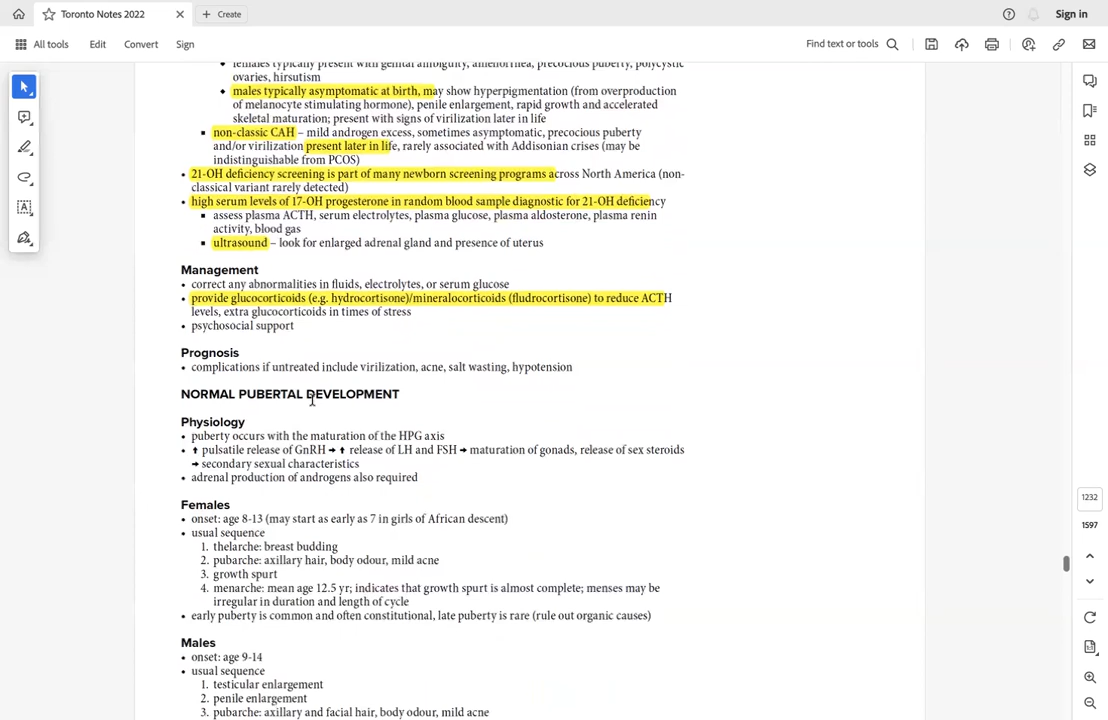 Toronto Notes 2022
Create
Sign in
All tools
Edit
Convert
Sign
Find text or tools
females typically present with genital ambiguity, amenorrhea, precocious puberty, polycystic
ovaries, hirsutism
males typically asymptomatic at birth, may show hyperpigmentation (from overproduction
of melanocyte stimulating hormone), penile enlargement, rapid growth and accelerated
skeletal maturation; present with signs of virilization later in life
non-classic CAH – mild androgen excess, sometimes asymptomatic, precocious puberty
and/or virilization present later in life, rarely associated with Addisonian crises (may be
indistinguishable from PCOS)
• 21-OH deficiency screening is part of many newborn screening programs across North America (non-
classical variant rarely detected)
• high serum levels of 17-OH progesterone in random blood sample diagnostic for 21-OH deficiency
assess plasma ACTH, serum electrolytes, plasma glucose, plasma aldosterone, plasma renin
activity, blood gas
ultrasound – look for enlarged adrenal gland and presence of uterus
Management
• correct any abnormalities in fluids, electrolytes, or serum glucose
• provide glucocorticoids (e.g. hydrocortisone)/mineralocorticoids (fludrocortisone) to reduce ACTH
levels, extra glucocorticoids in times of stress
• psychosocial support
Prognosis
• complications if untreated include virilization, acne, salt wasting, hypotension
NORMAL PUBERTAL DEVELOPMENT
Physiology
• puberty occurs with the maturation of the HPG axis
• ↑ pulsatile release of GnRH → ↑ release of LH and FSH → maturation of gonads, release of sex steroids
→ secondary sexual characteristics
• adrenal production of androgens also required
Females
• onset: age 8-13 (may start as early as 7 in girls of African descent)
• usual sequence
1. thelarche: breast budding
2. pubarche: axillary hair, body odour, mild acne
3. growth spurt
4. menarche: mean age 12.5 yr; indicates that growth spurt is almost complete; menses may be
irregular in duration and length of cycle
• early puberty is common and often constitutional, late puberty is rare (rule out organic causes)
Males
• onset: age 9-14
• usual sequence
1. testicular enlargement
2. penile enlargement
3. pubarche: axillary and facial hair, body odour, mild acne
1232
1597